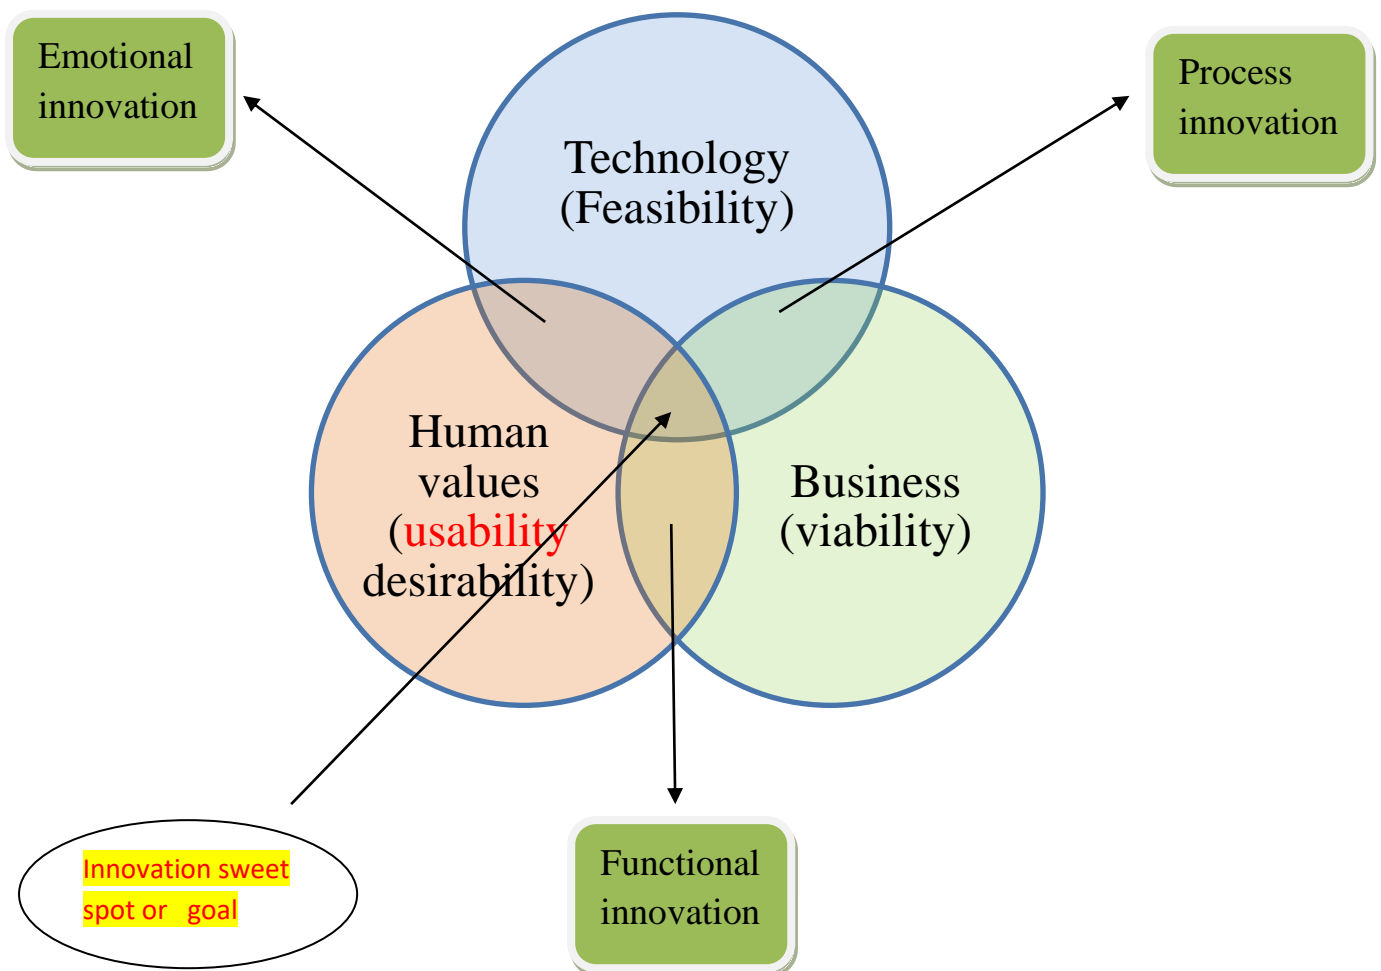 Emotional
innovation
Process
innovation
Technology
(Feasibility)
Human
values
(usability
desirability)
Business
(viability)
Innovation sweet
spot or goal
Functional
innovation